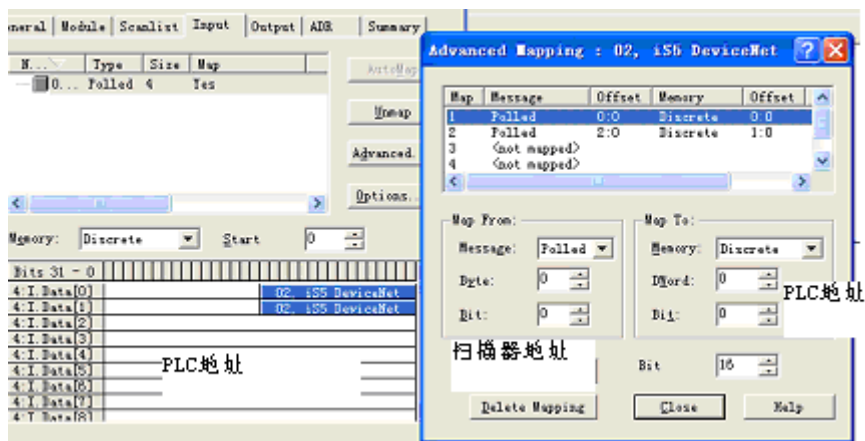 General Module Scanlist Input Output ADR Summary
N... Type Size Map
0... Polled 4 Yes
AutoMap
Unmap
Advanced.
Options..
Memory: Discrete Start 0
Bits 31 - 0
4:I.Data[0] 02, iS5 DeviceNet
4:I.Data[1] 02, iS5 DeviceNet
4:I.Data[2]
4:I.Data[3]
4:I.Data[4]
4:I.Data[5]
4:I.Data[6]
4:I.Data[7]
4:I.Data[8]
PLC地址
Advanced Mapping : 02, iS5 DeviceNet
Map Message Offset Memory Offset
1 Polled 0:0 Discrete 0:0
2 Polled 2:0 Discrete 1:0
3 <not mapped>
4 <not mapped>
Map From:
Message: Polled
Byte: 0
Bit: 0
Map To:
Memory: Discrete
DWord: 0
Bit: 0
PLC地址
扫描器地址
Bit 16
Delete Mapping Close Help